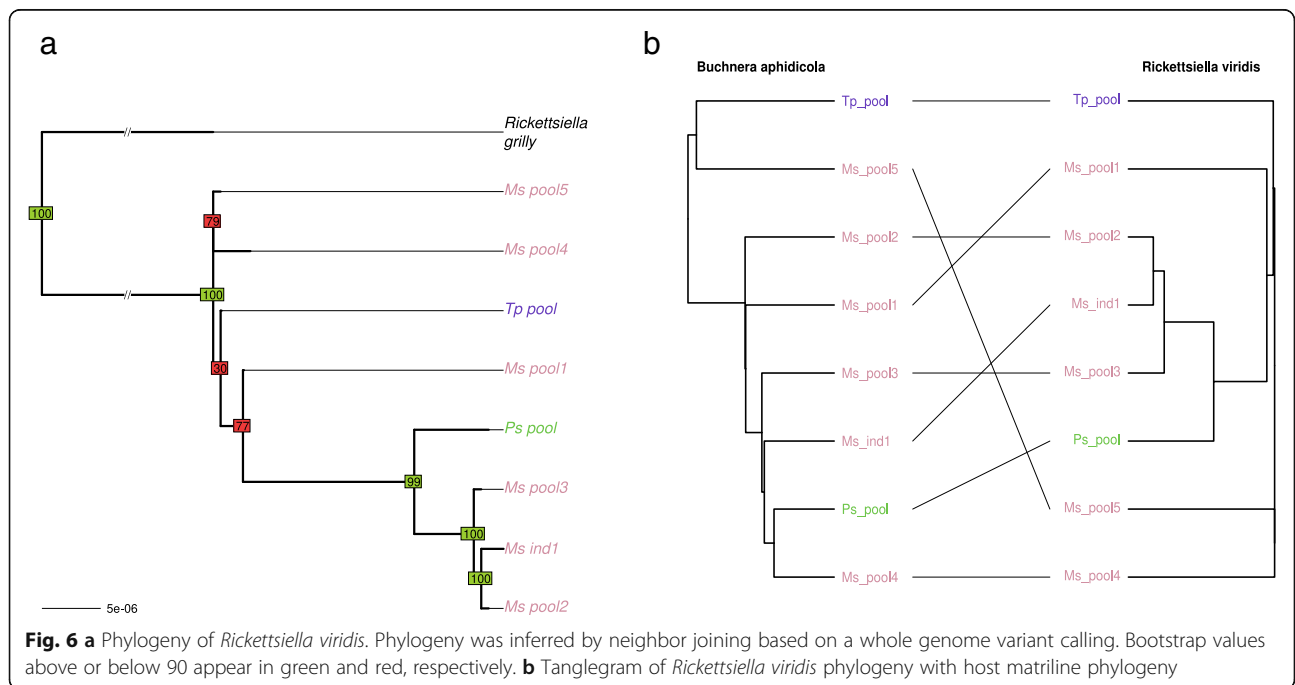 a
Rickettsiella
grilly
Ms pool5
100
79
Ms pool4
100
Tp pool
30
Ms pool1
77
Ps pool
99
Ms pool3
100
Ms ind1
100
Ms pool2
5e-06
b
Buchnera aphidicola
Rickettsiella viridis
Tp_pool
Tp_pool
Ms_pool5
Ms_pool1
Ms_pool2
Ms_pool2
Ms_pool1
Ms_ind1
Ms_pool3
Ms_pool3
Ms_ind1
Ps_pool
Ps_pool
Ms_pool5
Ms_pool4
Ms_pool4
Fig. 6 a Phylogeny of Rickettsiella viridis. Phylogeny was inferred by neighbor joining based on a whole genome variant calling. Bootstrap values
above or below 90 appear in green and red, respectively. b Tanglegram of Rickettsiella viridis phylogeny with host matriline phylogeny